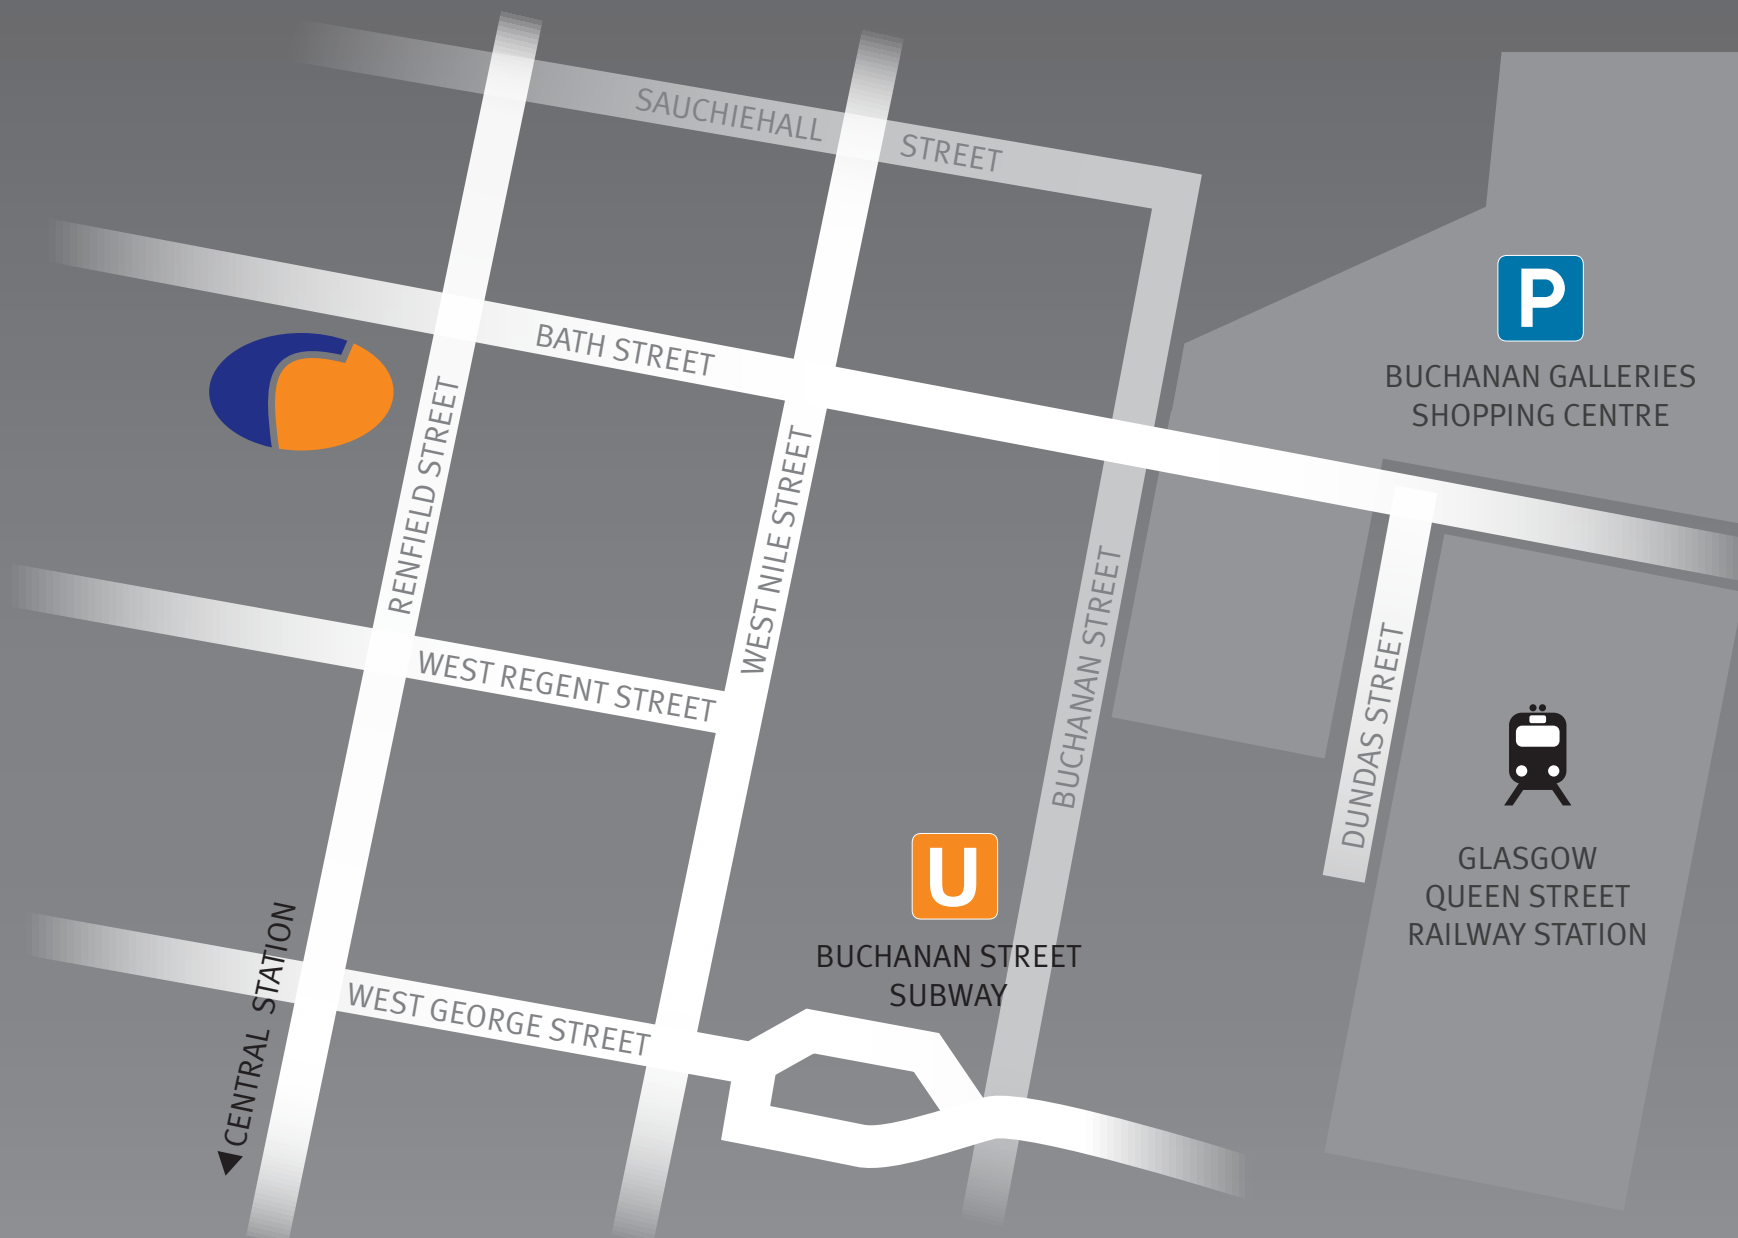 SAUCHIEHALL STREET
BATH STREET
P
BUCHANAN GALLERIES
SHOPPING CENTRE
RENFIELD STREET
WEST NILE STREET
BUCHANAN STREET
DUNDAS STREET
WEST REGENT STREET
U
BUCHANAN STREET
SUBWAY
GLASGOW
QUEEN STREET
RAILWAY STATION
CENTRAL STATION
WEST GEORGE STREET